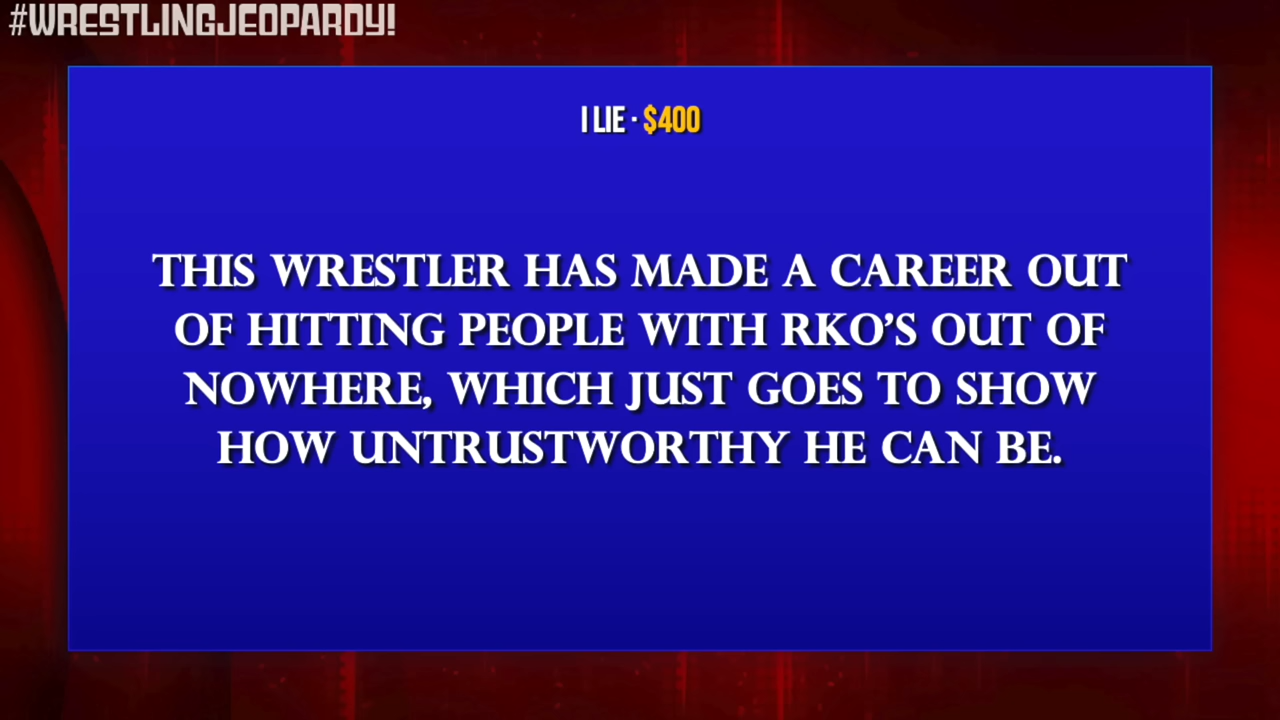 #WRESTLINGJEOPARDY!
I LIE · $400
THIS WRESTLER HAS MADE A CAREER OUT
OF HITTING PEOPLE WITH RKO'S OUT OF
NOWHERE, WHICH JUST GOES TO SHOW
HOW UNTRUSTWORTHY HE CAN BE.